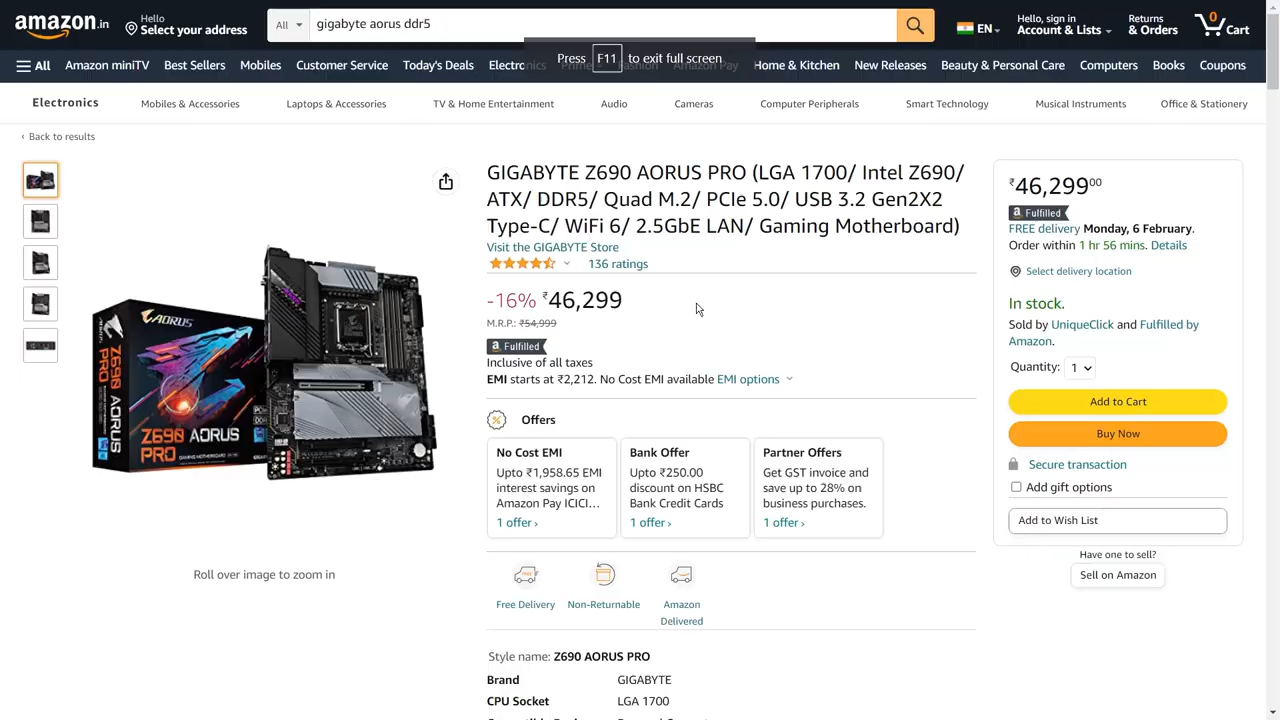 amazon.in
Hello
Select your address
All
gigabyte aorus ddr5
EN
Hello, sign in
Account & Lists
Returns
& Orders
0
Cart
Press F11 to exit full screen
All
Amazon miniTV
Best Sellers
Mobiles
Customer Service
Today's Deals
Electronics
Prime
Fashion
Amazon Pay
Home & Kitchen
New Releases
Beauty & Personal Care
Computers
Books
Coupons
Electronics
Mobiles & Accessories
Laptops & Accessories
TV & Home Entertainment
Audio
Cameras
Computer Peripherals
Smart Technology
Musical Instruments
Office & Stationery
‹ Back to results
AORUS
Z690 AORUS PRO
Z690 AORUS
PRO
Roll over image to zoom in
GIGABYTE Z690 AORUS PRO (LGA 1700/ Intel Z690/
ATX/ DDR5/ Quad M.2/ PCIe 5.0/ USB 3.2 Gen2X2
Type-C/ WiFi 6/ 2.5GbE LAN/ Gaming Motherboard)
Visit the GIGABYTE Store
136 ratings
-16% ₹46,299
M.R.P.: ₹54,999
a Fulfilled
Inclusive of all taxes
EMI starts at ₹2,212. No Cost EMI available EMI options
Offers
No Cost EMI
Upto ₹1,958.65 EMI
interest savings on
Amazon Pay ICICI…
1 offer ›
Bank Offer
Upto ₹250.00
discount on HSBC
Bank Credit Cards
1 offer ›
Partner Offers
Get GST invoice and
save up to 28% on
business purchases.
1 offer ›
Free Delivery
Non-Returnable
Amazon
Delivered
Style name: Z690 AORUS PRO
Brand GIGABYTE
CPU Socket LGA 1700
₹46,29900
a Fulfilled
FREE delivery Monday, 6 February.
Order within 1 hr 56 mins. Details
Select delivery location
In stock.
Sold by UniqueClick and Fulfilled by
Amazon.
Quantity: 1
Add to Cart
Buy Now
Secure transaction
Add gift options
Add to Wish List
Have one to sell?
Sell on Amazon